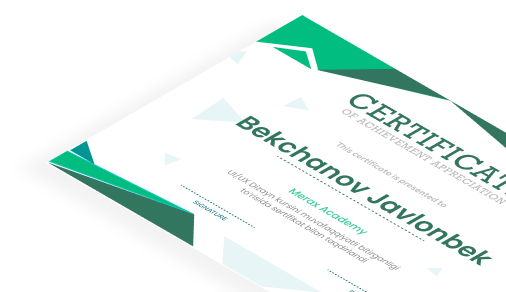 CERTIFICAT
OF ACHIEVEMENT APPRECIATION
This certificate is presented to
Bekchanov Javlonbek
Merax Academy
UI/UX Dizayn kursini muvafaqqiyatli bitirganligi
to'risida sertifikat bilan taqdirlandi
SIGNATURE